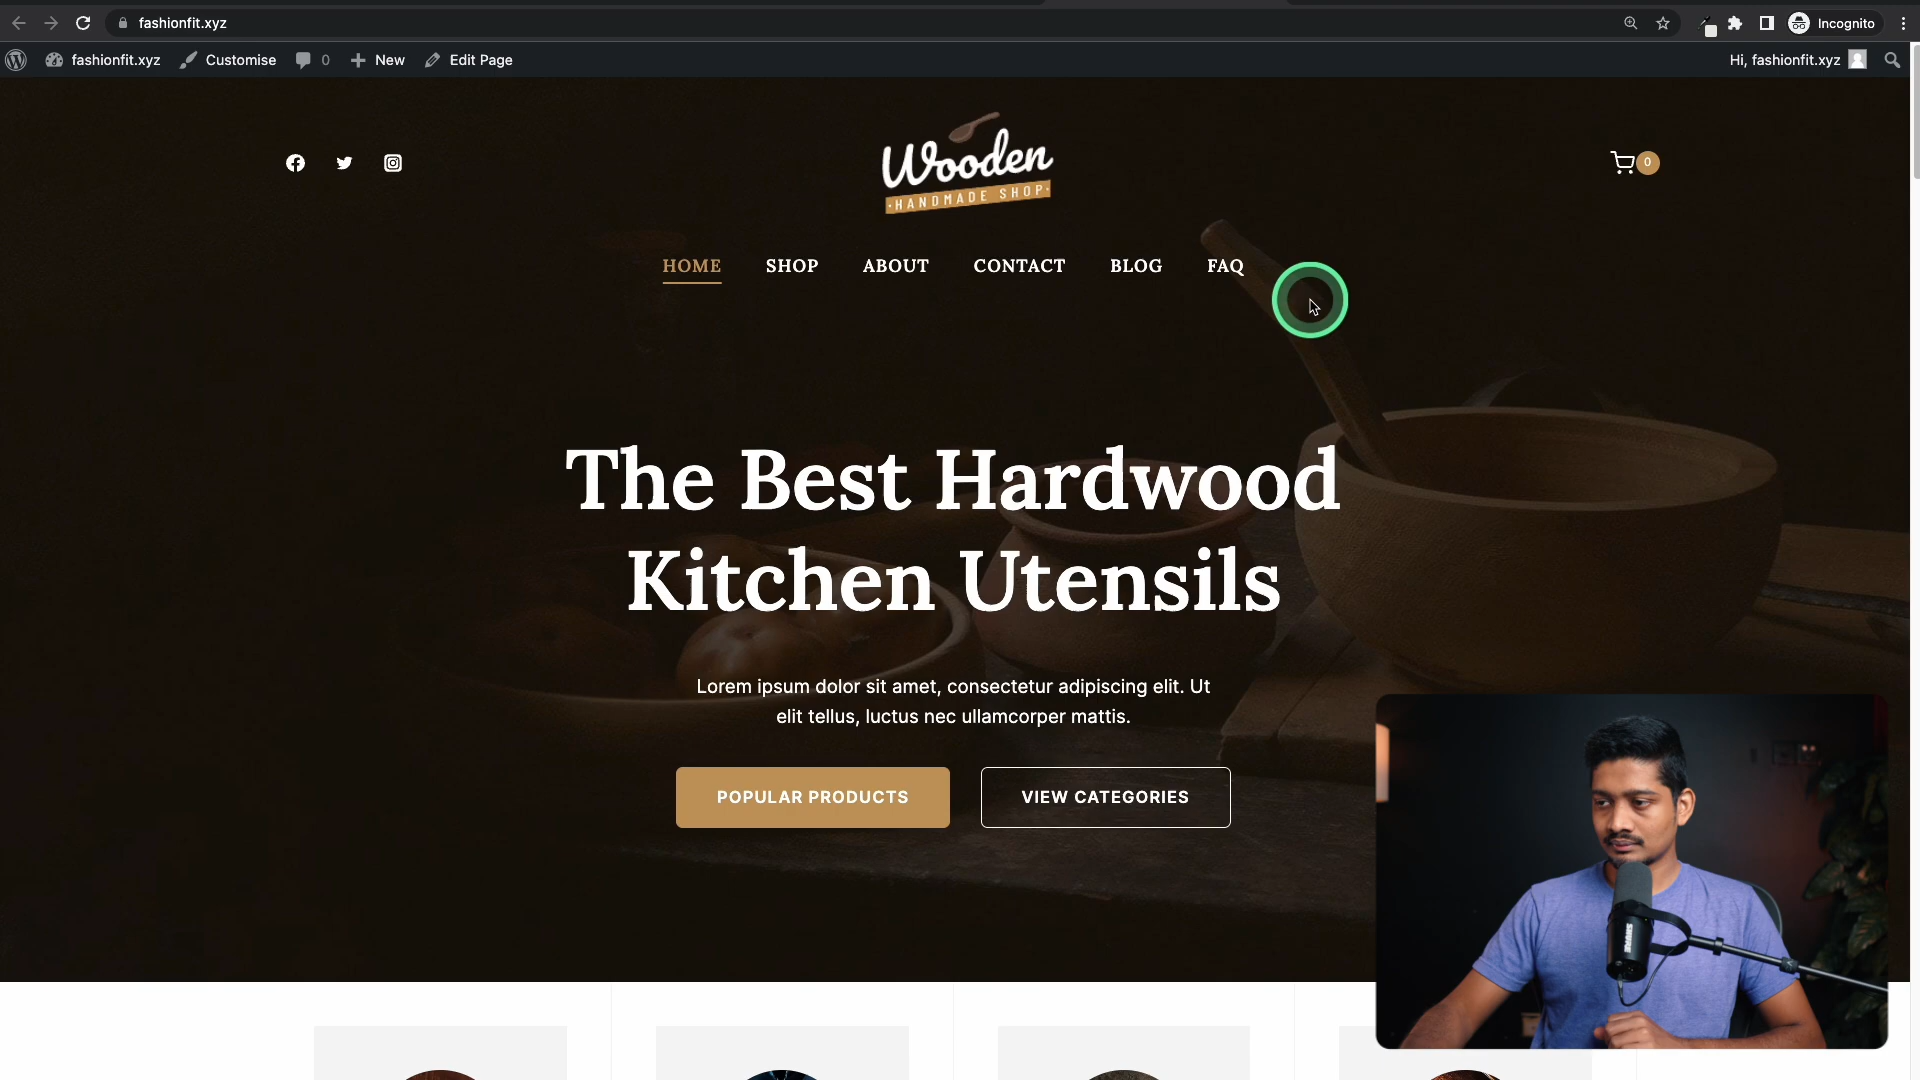 fashionfit.xyz
Incognito
fashionfit.xyz
Customise
0
New
Edit Page
Hi, fashionfit.xyz
Wooden
·HANDMADE SHOP·
0
HOME
SHOP
ABOUT
CONTACT
BLOG
FAQ
The Best Hardwood
Kitchen Utensils
Lorem ipsum dolor sit amet, consectetur adipiscing elit. Ut
elit tellus, luctus nec ullamcorper mattis.
POPULAR PRODUCTS
VIEW CATEGORIES
SHURE